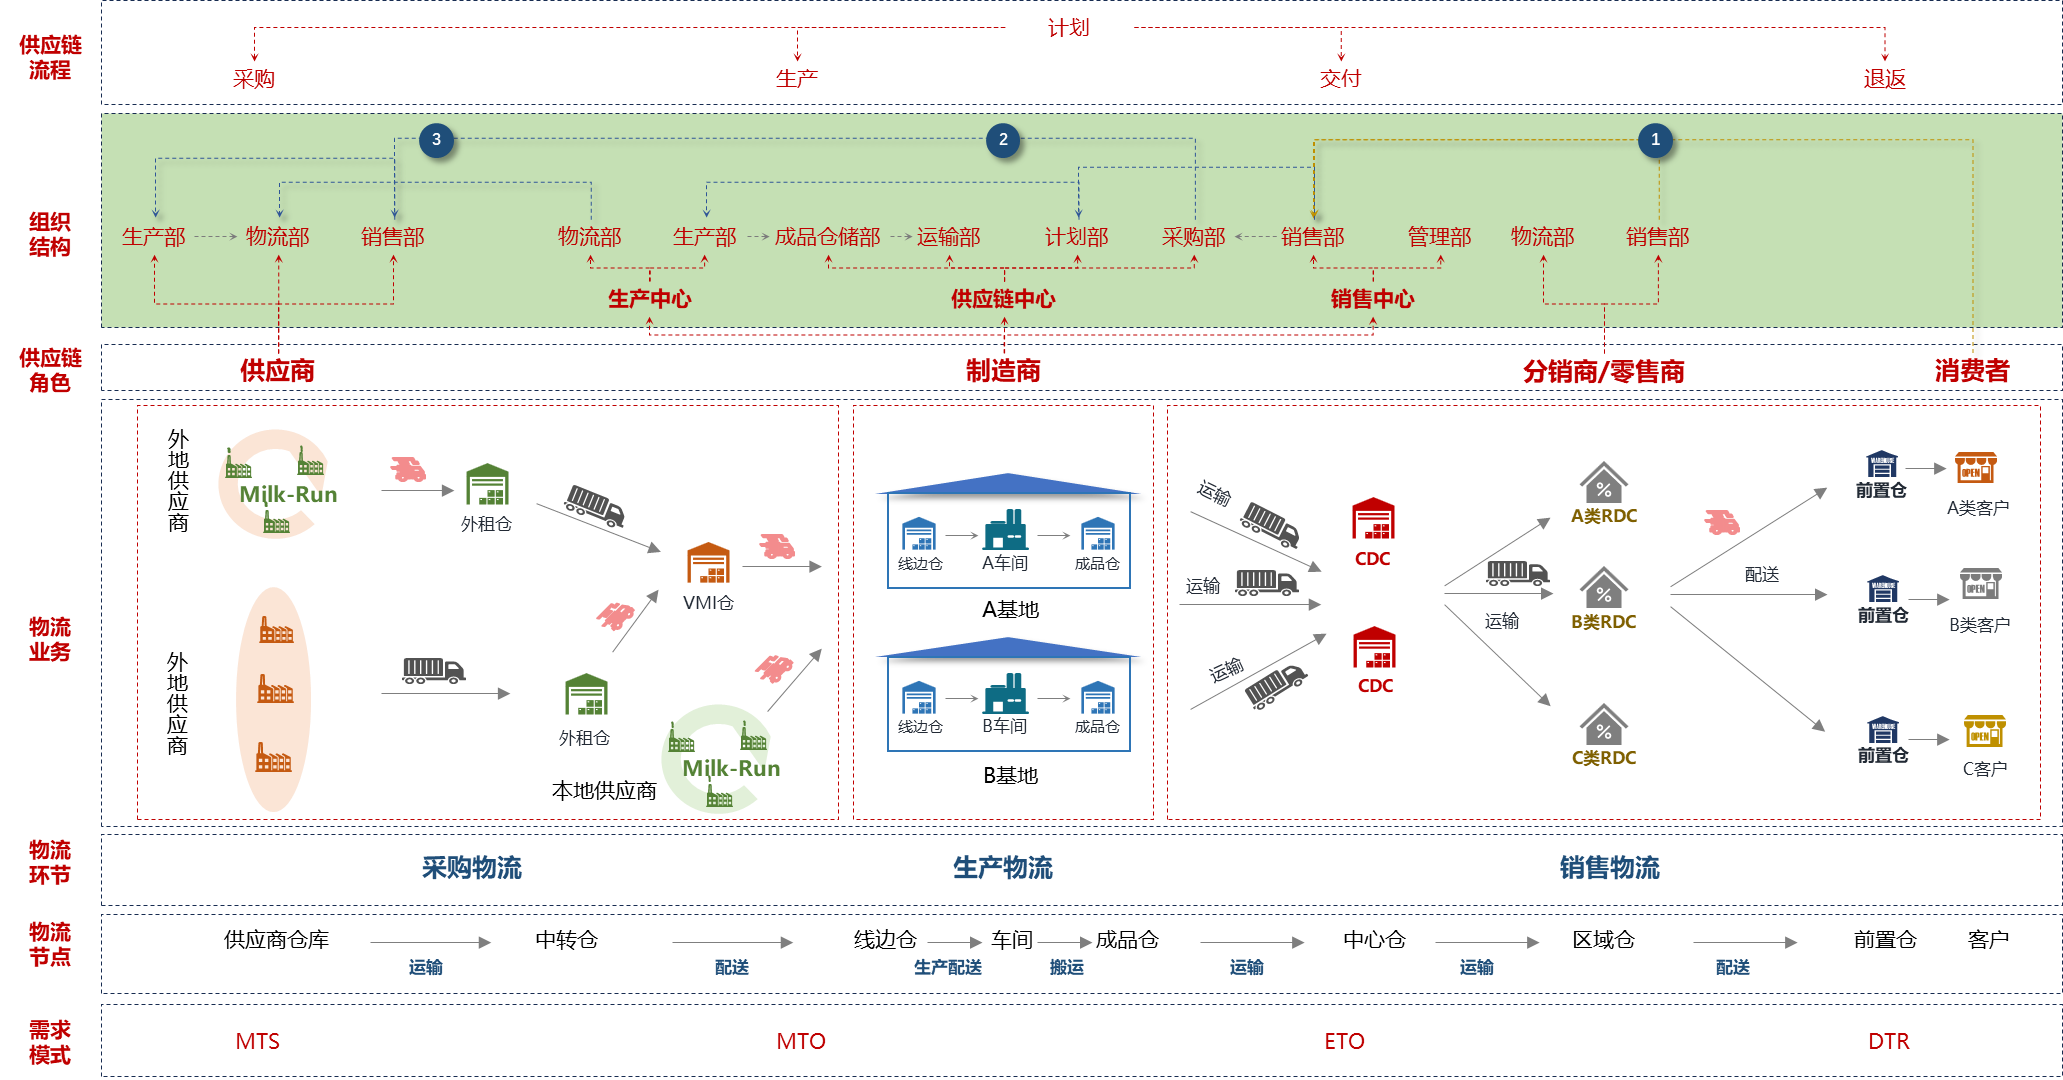 供应链
流程
计划
采购
生产
交付
退返
组织
结构
3
2
1
生产部
物流部
销售部
物流部
生产部
成品仓储部
运输部
计划部
采购部
销售部
管理部
物流部
销售部
生产中心
供应链中心
销售中心
供应链
角色
供应商
制造商
分销商/零售商
消费者
物流
业务
外地供应商
Milk-Run
外租仓
VMI仓
外地供应商
外租仓
本地供应商
Milk-Run
线边仓
A车间
成品仓
A基地
线边仓
B车间
成品仓
B基地
运输
运输
运输
CDC
CDC
运输
A类RDC
B类RDC
C类RDC
配送
WAREHOUSE
前置仓
OPEN
A类客户
WAREHOUSE
前置仓
OPEN
B类客户
WAREHOUSE
前置仓
OPEN
C客户
物流
环节
采购物流
生产物流
销售物流
物流
节点
供应商仓库
运输
中转仓
配送
线边仓
生产配送
车间
搬运
成品仓
运输
中心仓
运输
区域仓
配送
前置仓
客户
需求
模式
MTS
MTO
ETO
DTR